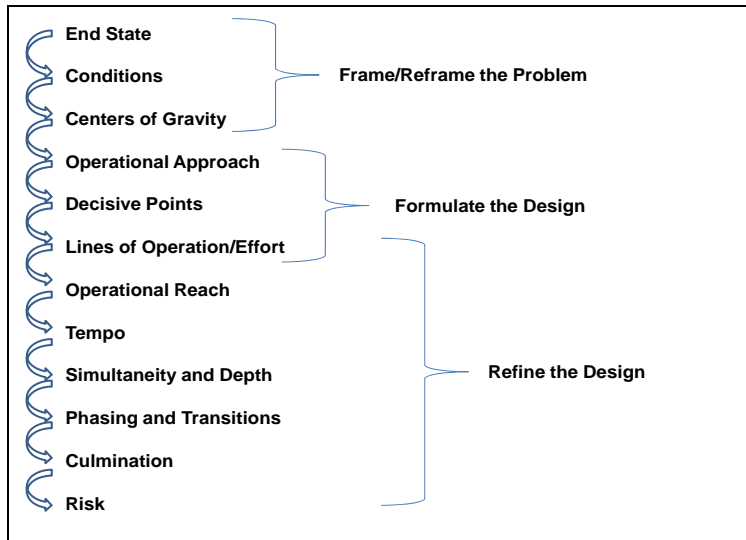 End State
Conditions
Frame/Reframe the Problem
Centers of Gravity
Operational Approach
Decisive Points
Formulate the Design
Lines of Operation/Effort
Operational Reach
Tempo
Simultaneity and Depth
Refine the Design
Phasing and Transitions
Culmination
Risk